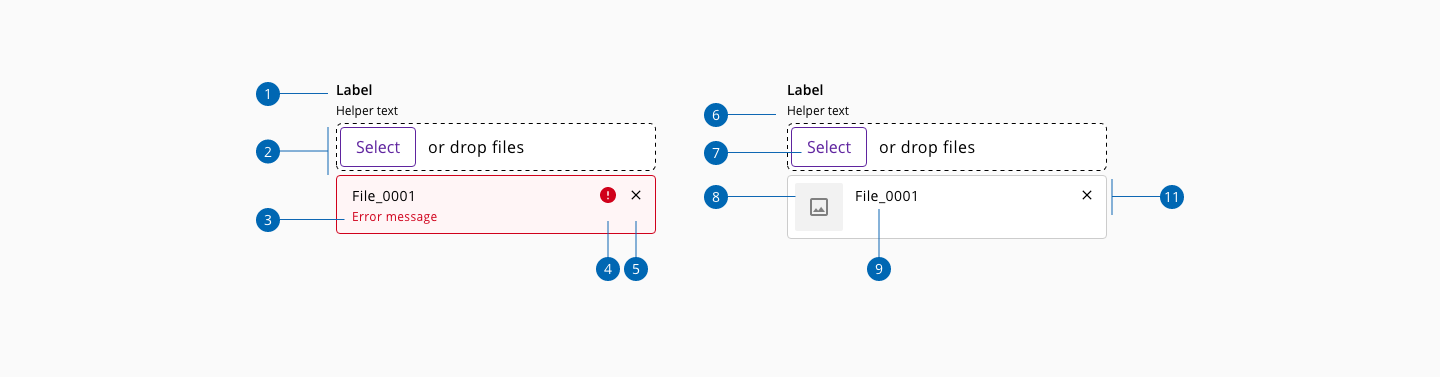 1
Label
Helper text
2
Select or drop files
File_0001
3
Error message
4
5
Label
6
Helper text
7
Select or drop files
8
File_0001
11
9